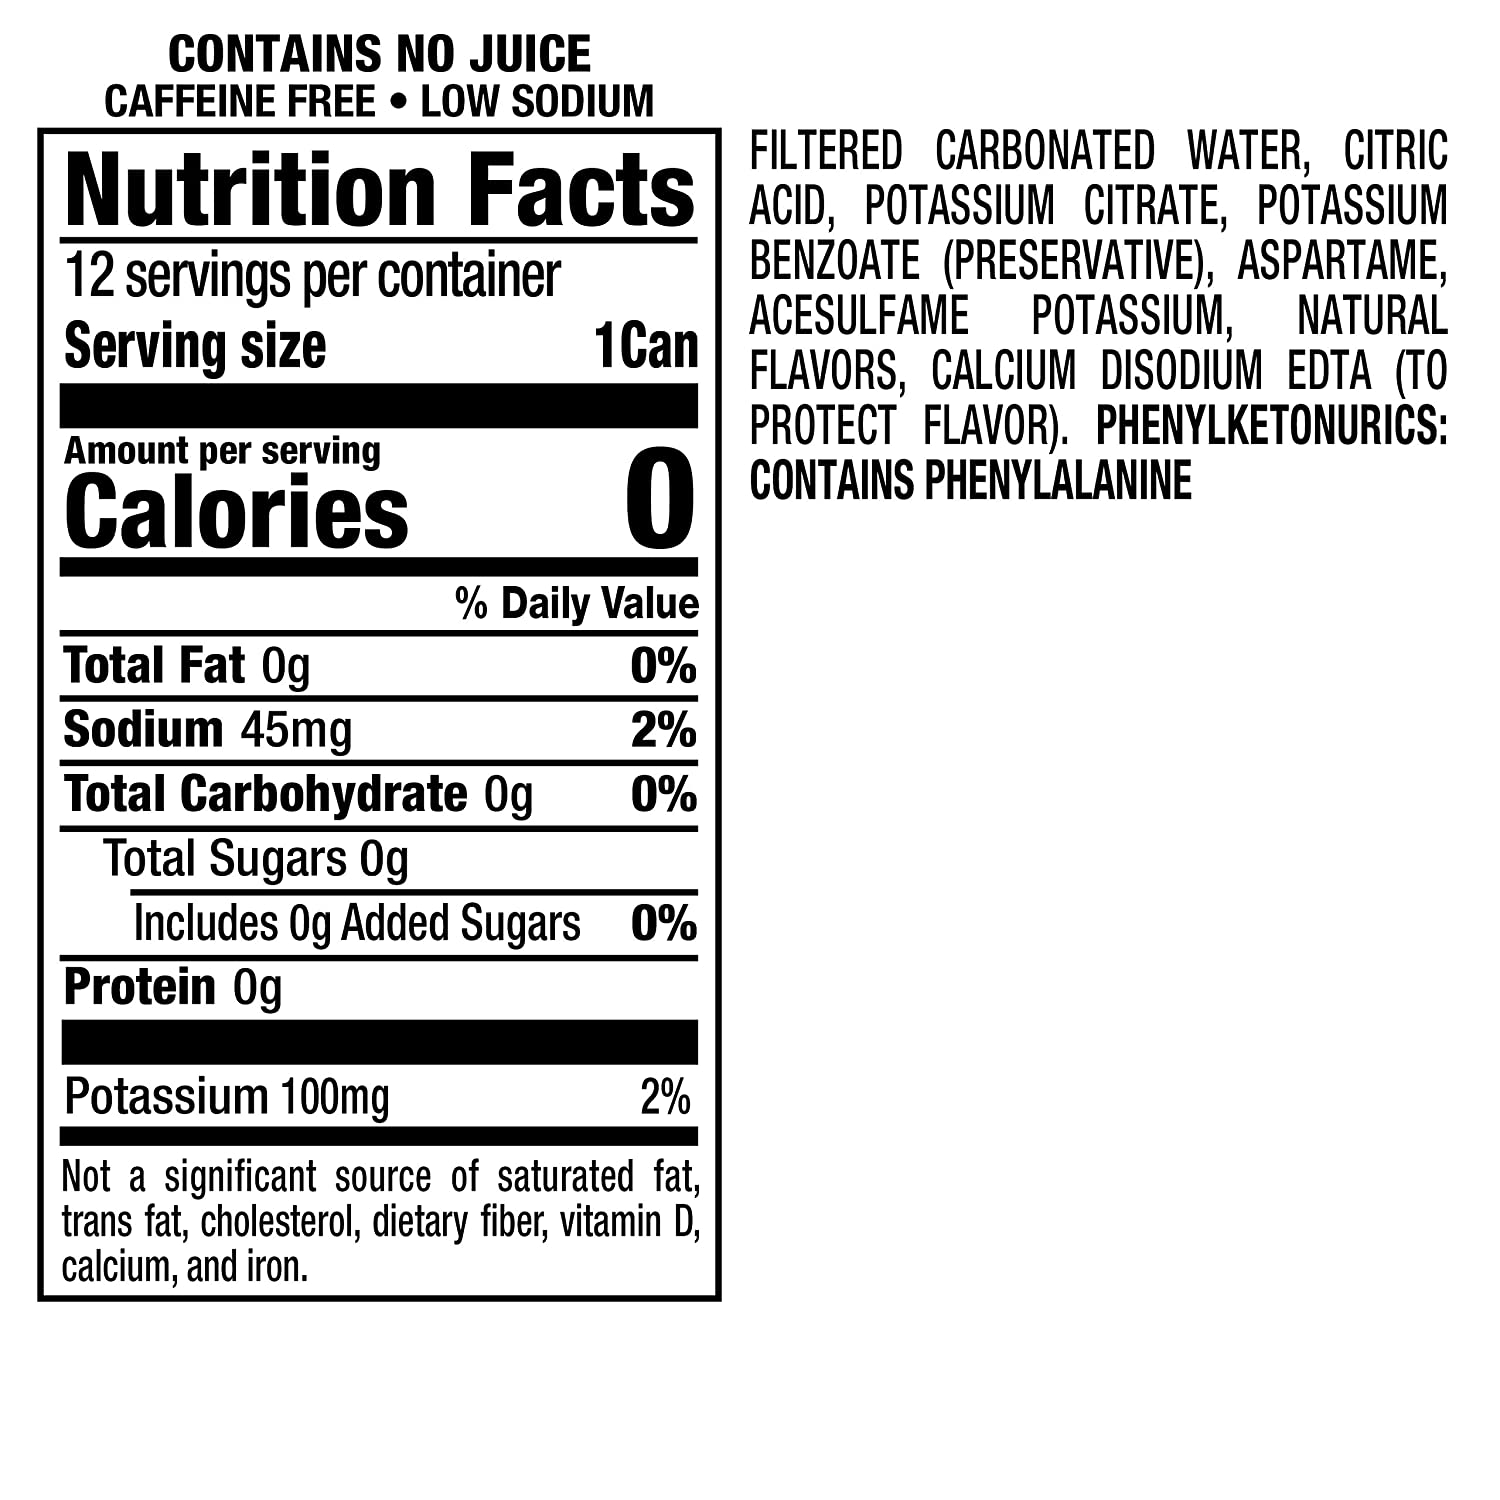 CONTAINS NO JUICE
CAFFEINE FREE • LOW SODIUM
Nutrition Facts
12 servings per container
Serving size 1Can
Amount per serving
Calories 0
% Daily Value
Total Fat 0g 0%
Sodium 45mg 2%
Total Carbohydrate 0g 0%
Total Sugars 0g
Includes 0g Added Sugars 0%
Protein 0g
Potassium 100mg 2%
Not a significant source of saturated fat,
trans fat, cholesterol, dietary fiber, vitamin D,
calcium, and iron.
FILTERED CARBONATED WATER, CITRIC
ACID, POTASSIUM CITRATE, POTASSIUM
BENZOATE (PRESERVATIVE), ASPARTAME,
ACESULFAME POTASSIUM, NATURAL
FLAVORS, CALCIUM DISODIUM EDTA (TO
PROTECT FLAVOR). PHENYLKETONURICS:
CONTAINS PHENYLALANINE